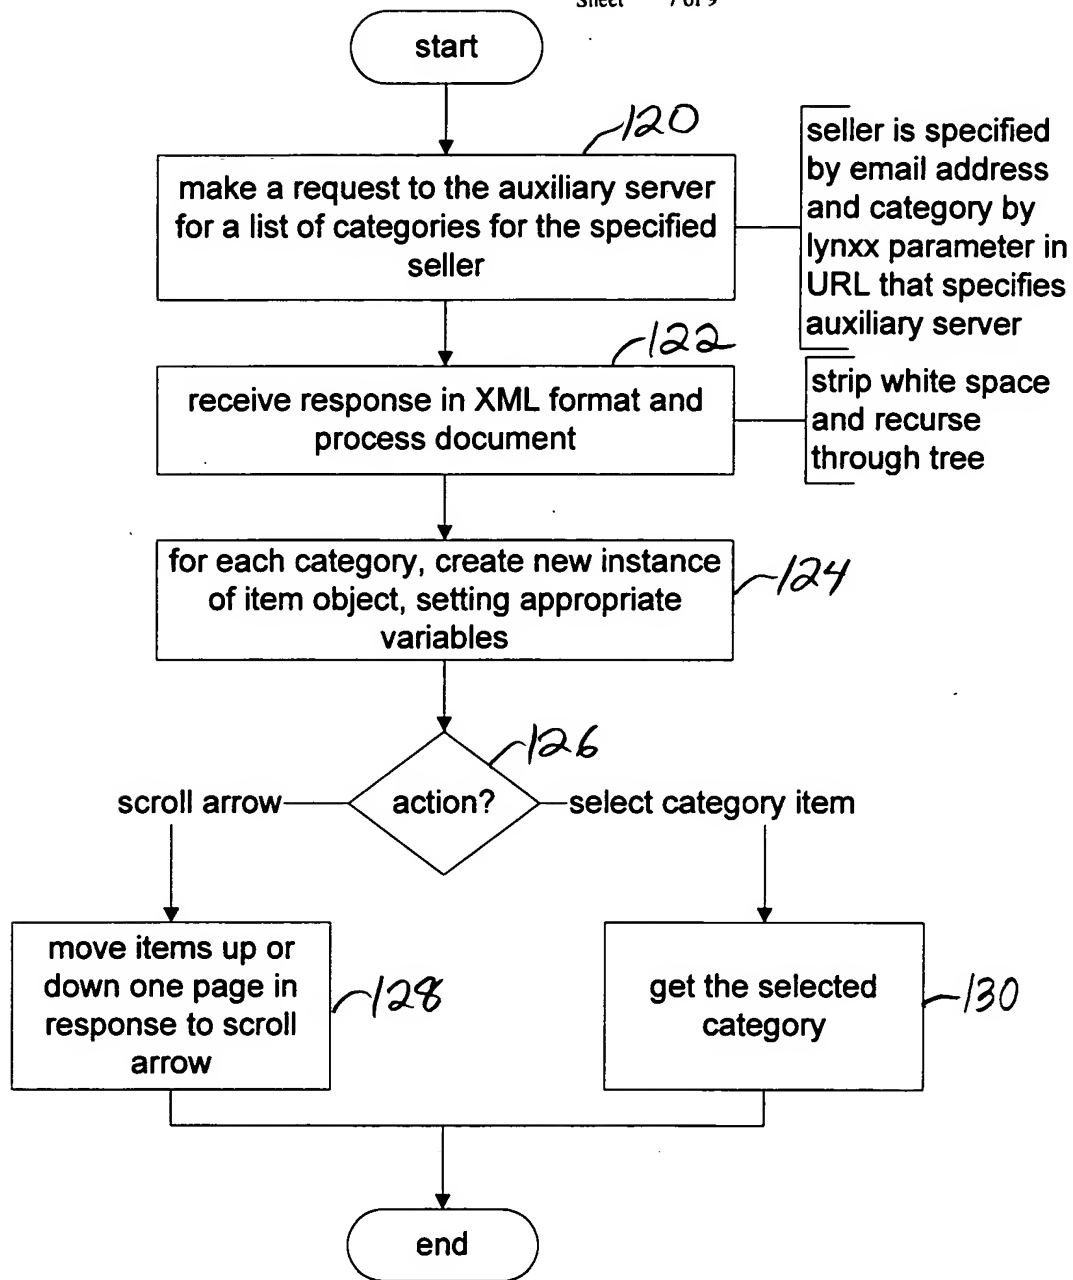 Sheet 7 of 9
start
120
make a request to the auxiliary server
for a list of categories for the specified
seller
seller is specified
by email address
and category by
lynxx parameter in
URL that specifies
auxiliary server
122
receive response in XML format and
process document
strip white space
and recurse
through tree
for each category, create new instance
of item object, setting appropriate
variables
124
126
scroll arrow
action?
select category item
move items up or
down one page in
response to scroll
arrow
128
get the selected
category
130
end